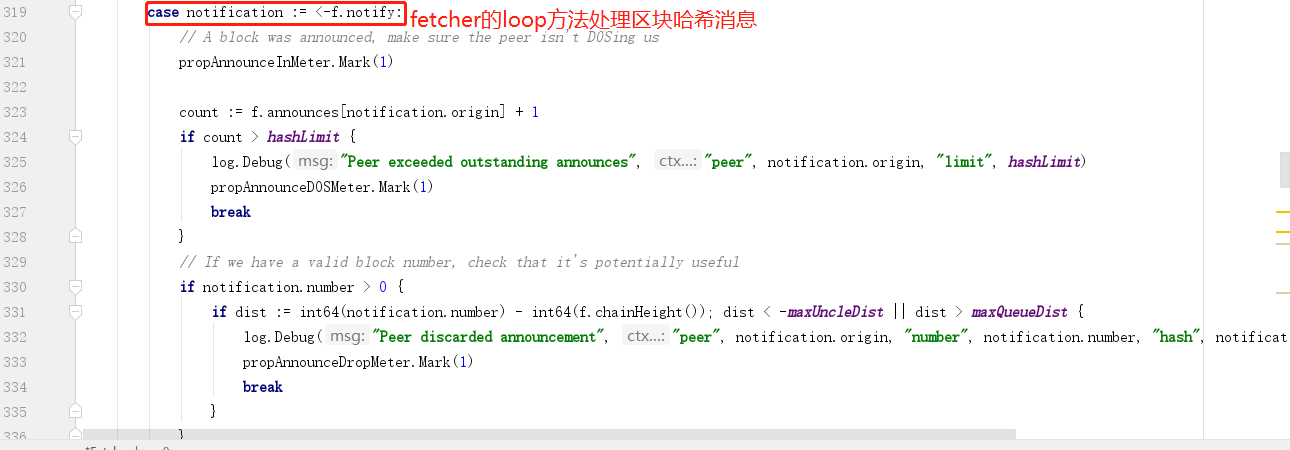 319 case notification := <-f.notify: fetcher的loop方法处理区块哈希消息
320 // A block was announced, make sure the peer isn't DOSing us
321 propAnnounceInMeter.Mark(1)
322
323 count := f.announces[notification.origin] + 1
324 if count > hashLimit {
325 log.Debug( msg: "Peer exceeded outstanding announces", ctx...: "peer", notification.origin, "limit", hashLimit)
326 propAnnounceDOSMeter.Mark(1)
327 break
328 }
329 // If we have a valid block number, check that it's potentially useful
330 if notification.number > 0 {
331 if dist := int64(notification.number) - int64(f.chainHeight()); dist < -maxUncleDist || dist > maxQueueDist {
332 log.Debug( msg: "Peer discarded announcement", ctx...: "peer", notification.origin, "number", notification.number, "hash", notificat
333 propAnnounceDropMeter.Mark(1)
334 break
335 }
336 }